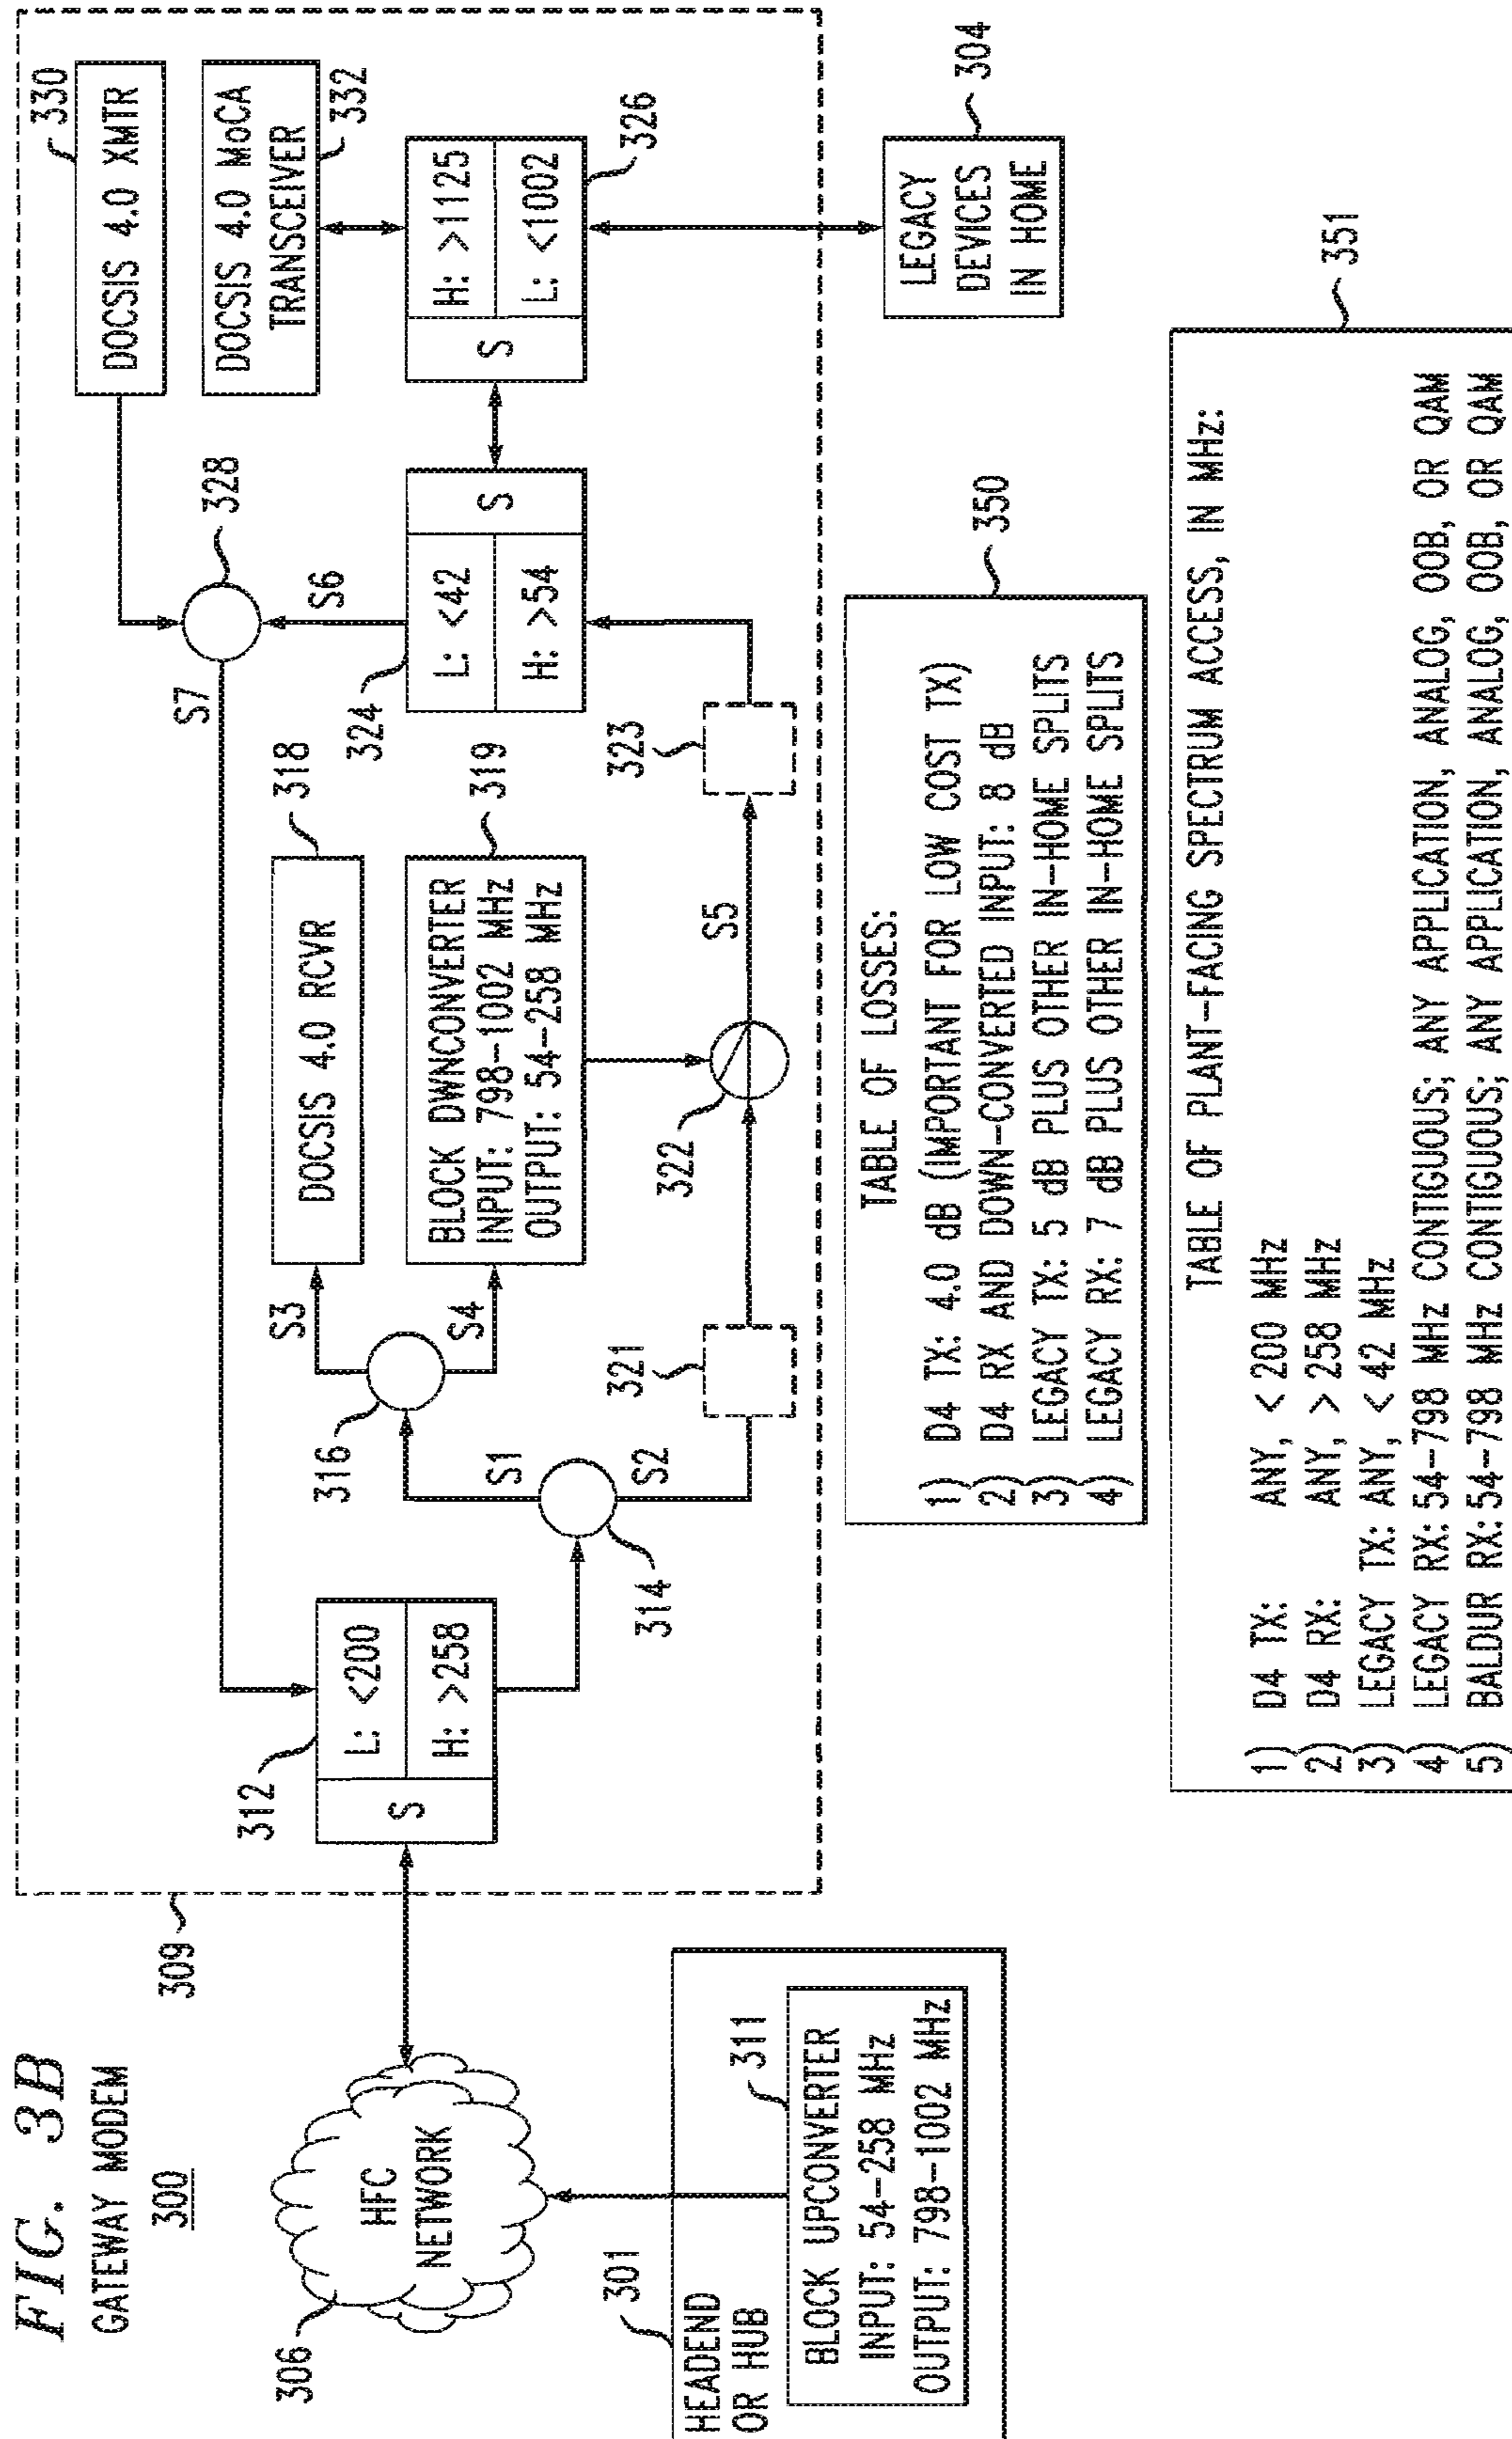 FIG. 3B
GATEWAY MODEM
300
309
330
DOCSIS 4.0 XMTR
DOCSIS 4.0 MoCA
TRANSCEIVER
332
S7
328
S6
318
DOCSIS 4.0 RCVR
312
S
L: <200
H: >258
316
S3
S4
319
BLOCK DWNCONVERTER
INPUT: 798-1002 MHz
OUTPUT: 54-258 MHz
324
L: <42
H: >54
S
S
H: >1125
L: <1002
326
306
HFC
NETWORK
314
S1
S2
321
322
S5
323
301
HEADEND
OR HUB
311
BLOCK UPCONVERTER
INPUT: 54-258 MHz
OUTPUT: 798-1002 MHz
LEGACY
DEVICES
IN HOME
304
350
TABLE OF LOSSES:
1) D4 TX: 4.0 dB (IMPORTANT FOR LOW COST TX)
2) D4 RX AND DOWN-CONVERTED INPUT: 8 dB
3) LEGACY TX: 5 dB PLUS OTHER IN-HOME SPLITS
4) LEGACY RX: 7 dB PLUS OTHER IN-HOME SPLITS
351
TABLE OF PLANT-FACING SPECTRUM ACCESS, IN MHz:
1) D4 TX: ANY, < 200 MHz
2) D4 RX: ANY, > 258 MHz
3) LEGACY TX: ANY, < 42 MHz
4) LEGACY RX: 54-798 MHz CONTIGUOUS; ANY APPLICATION, ANALOG, OOB, OR QAM
5) BALDUR RX: 54-798 MHz CONTIGUOUS; ANY APPLICATION, ANALOG, OOB, OR QAM